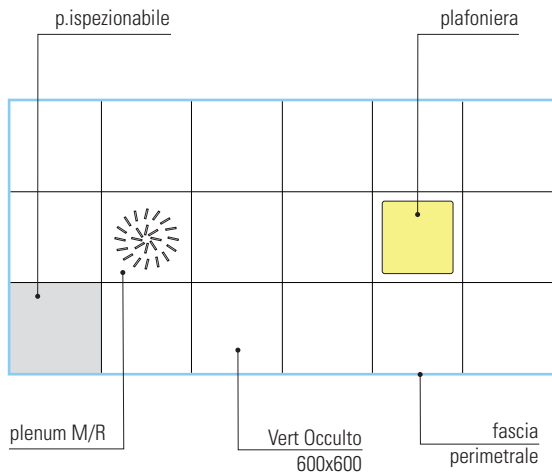 p.ispezionabile
plafoniera
plenum M/R
Vert Occulto
600x600
fascia
perimetrale